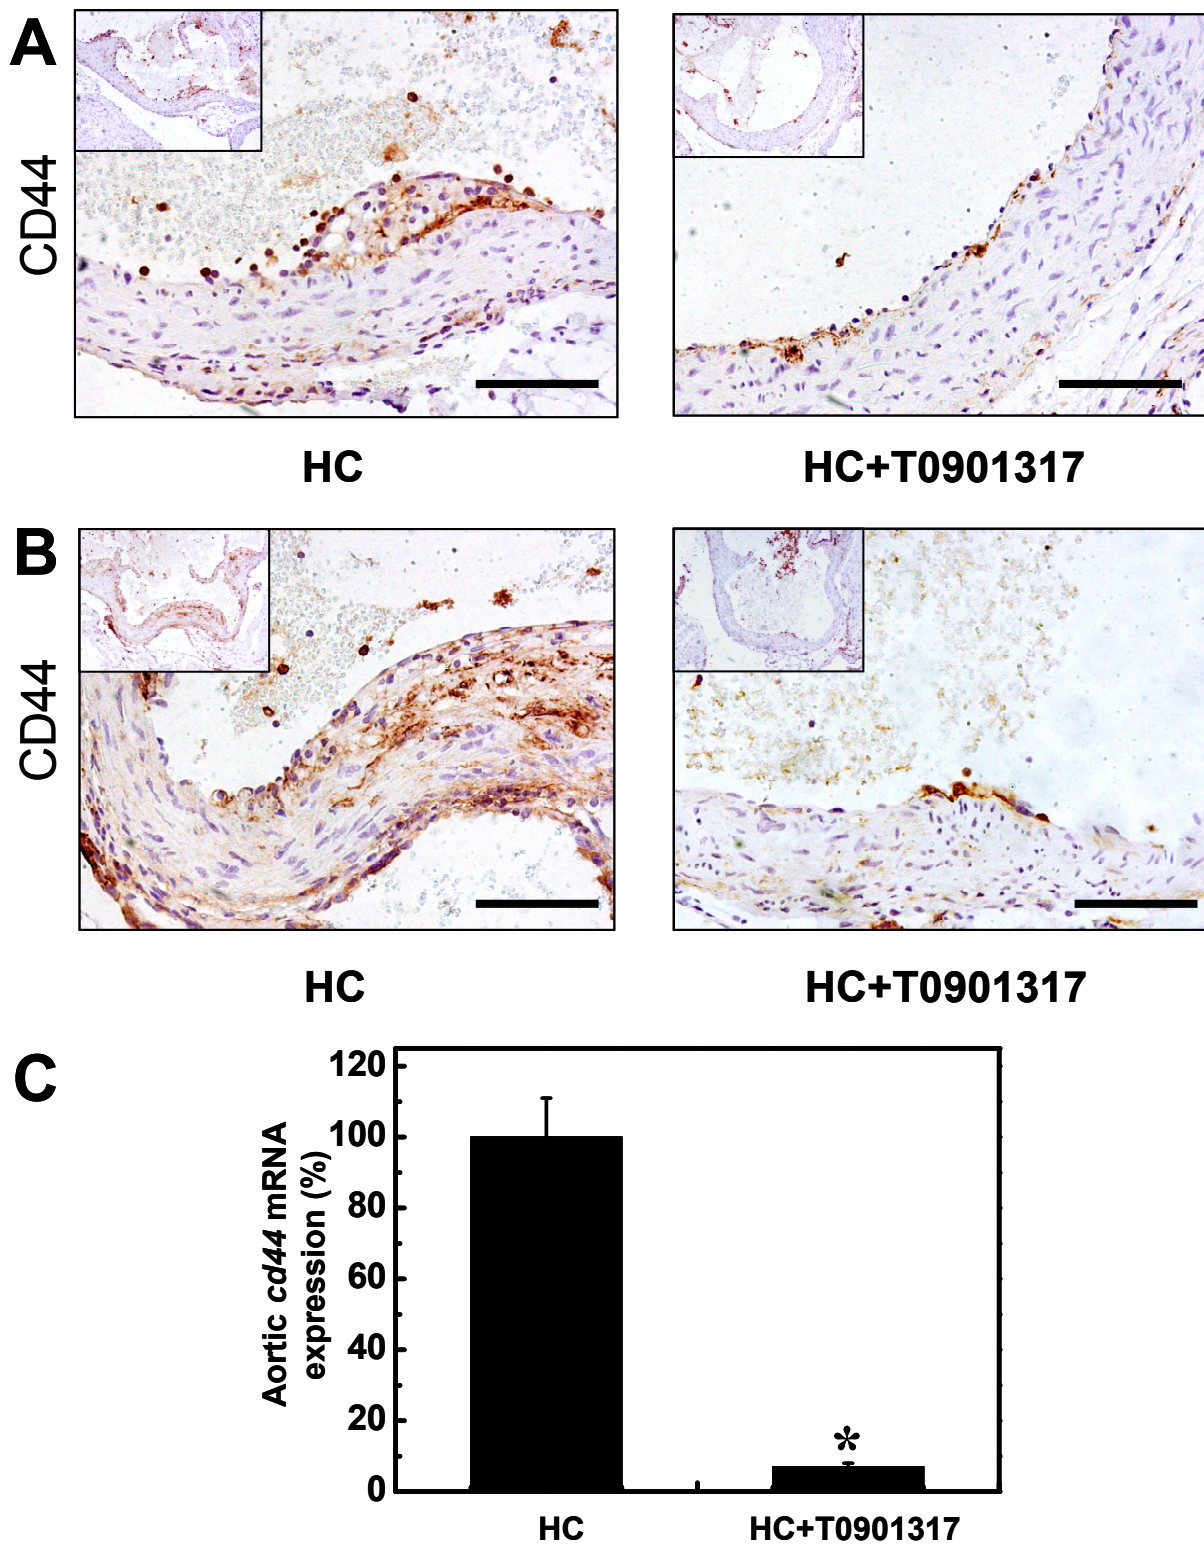 A
CD44
HC
HC+T0901317
B
CD44
HC
HC+T0901317
C
Aortic cd44 mRNA
expression (%)
120
100
80
60
40
20
0
*
HC
HC+T0901317